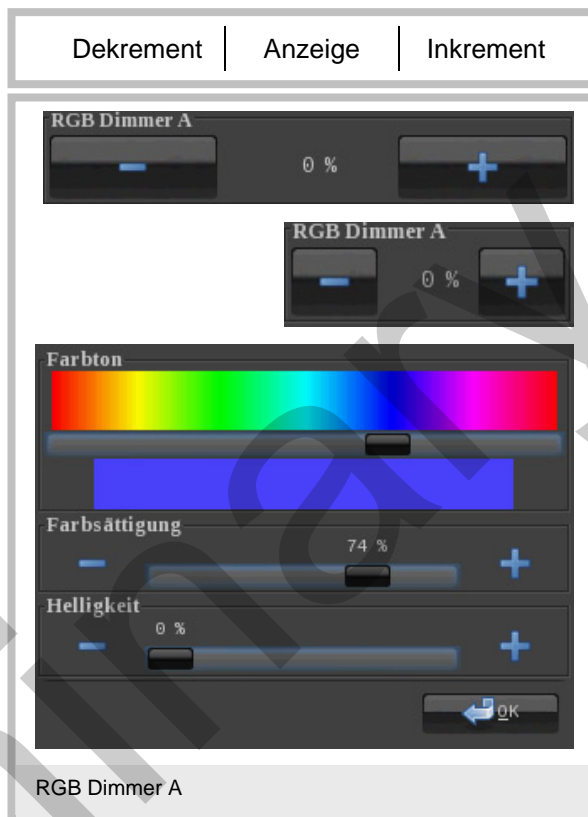 Dekrement Anzeige Inkrement
RGB Dimmer A
0 %
RGB Dimmer A
0 %
Farbton
Farbsättigung
74 %
Helligkeit
0 %
OK
RGB Dimmer A